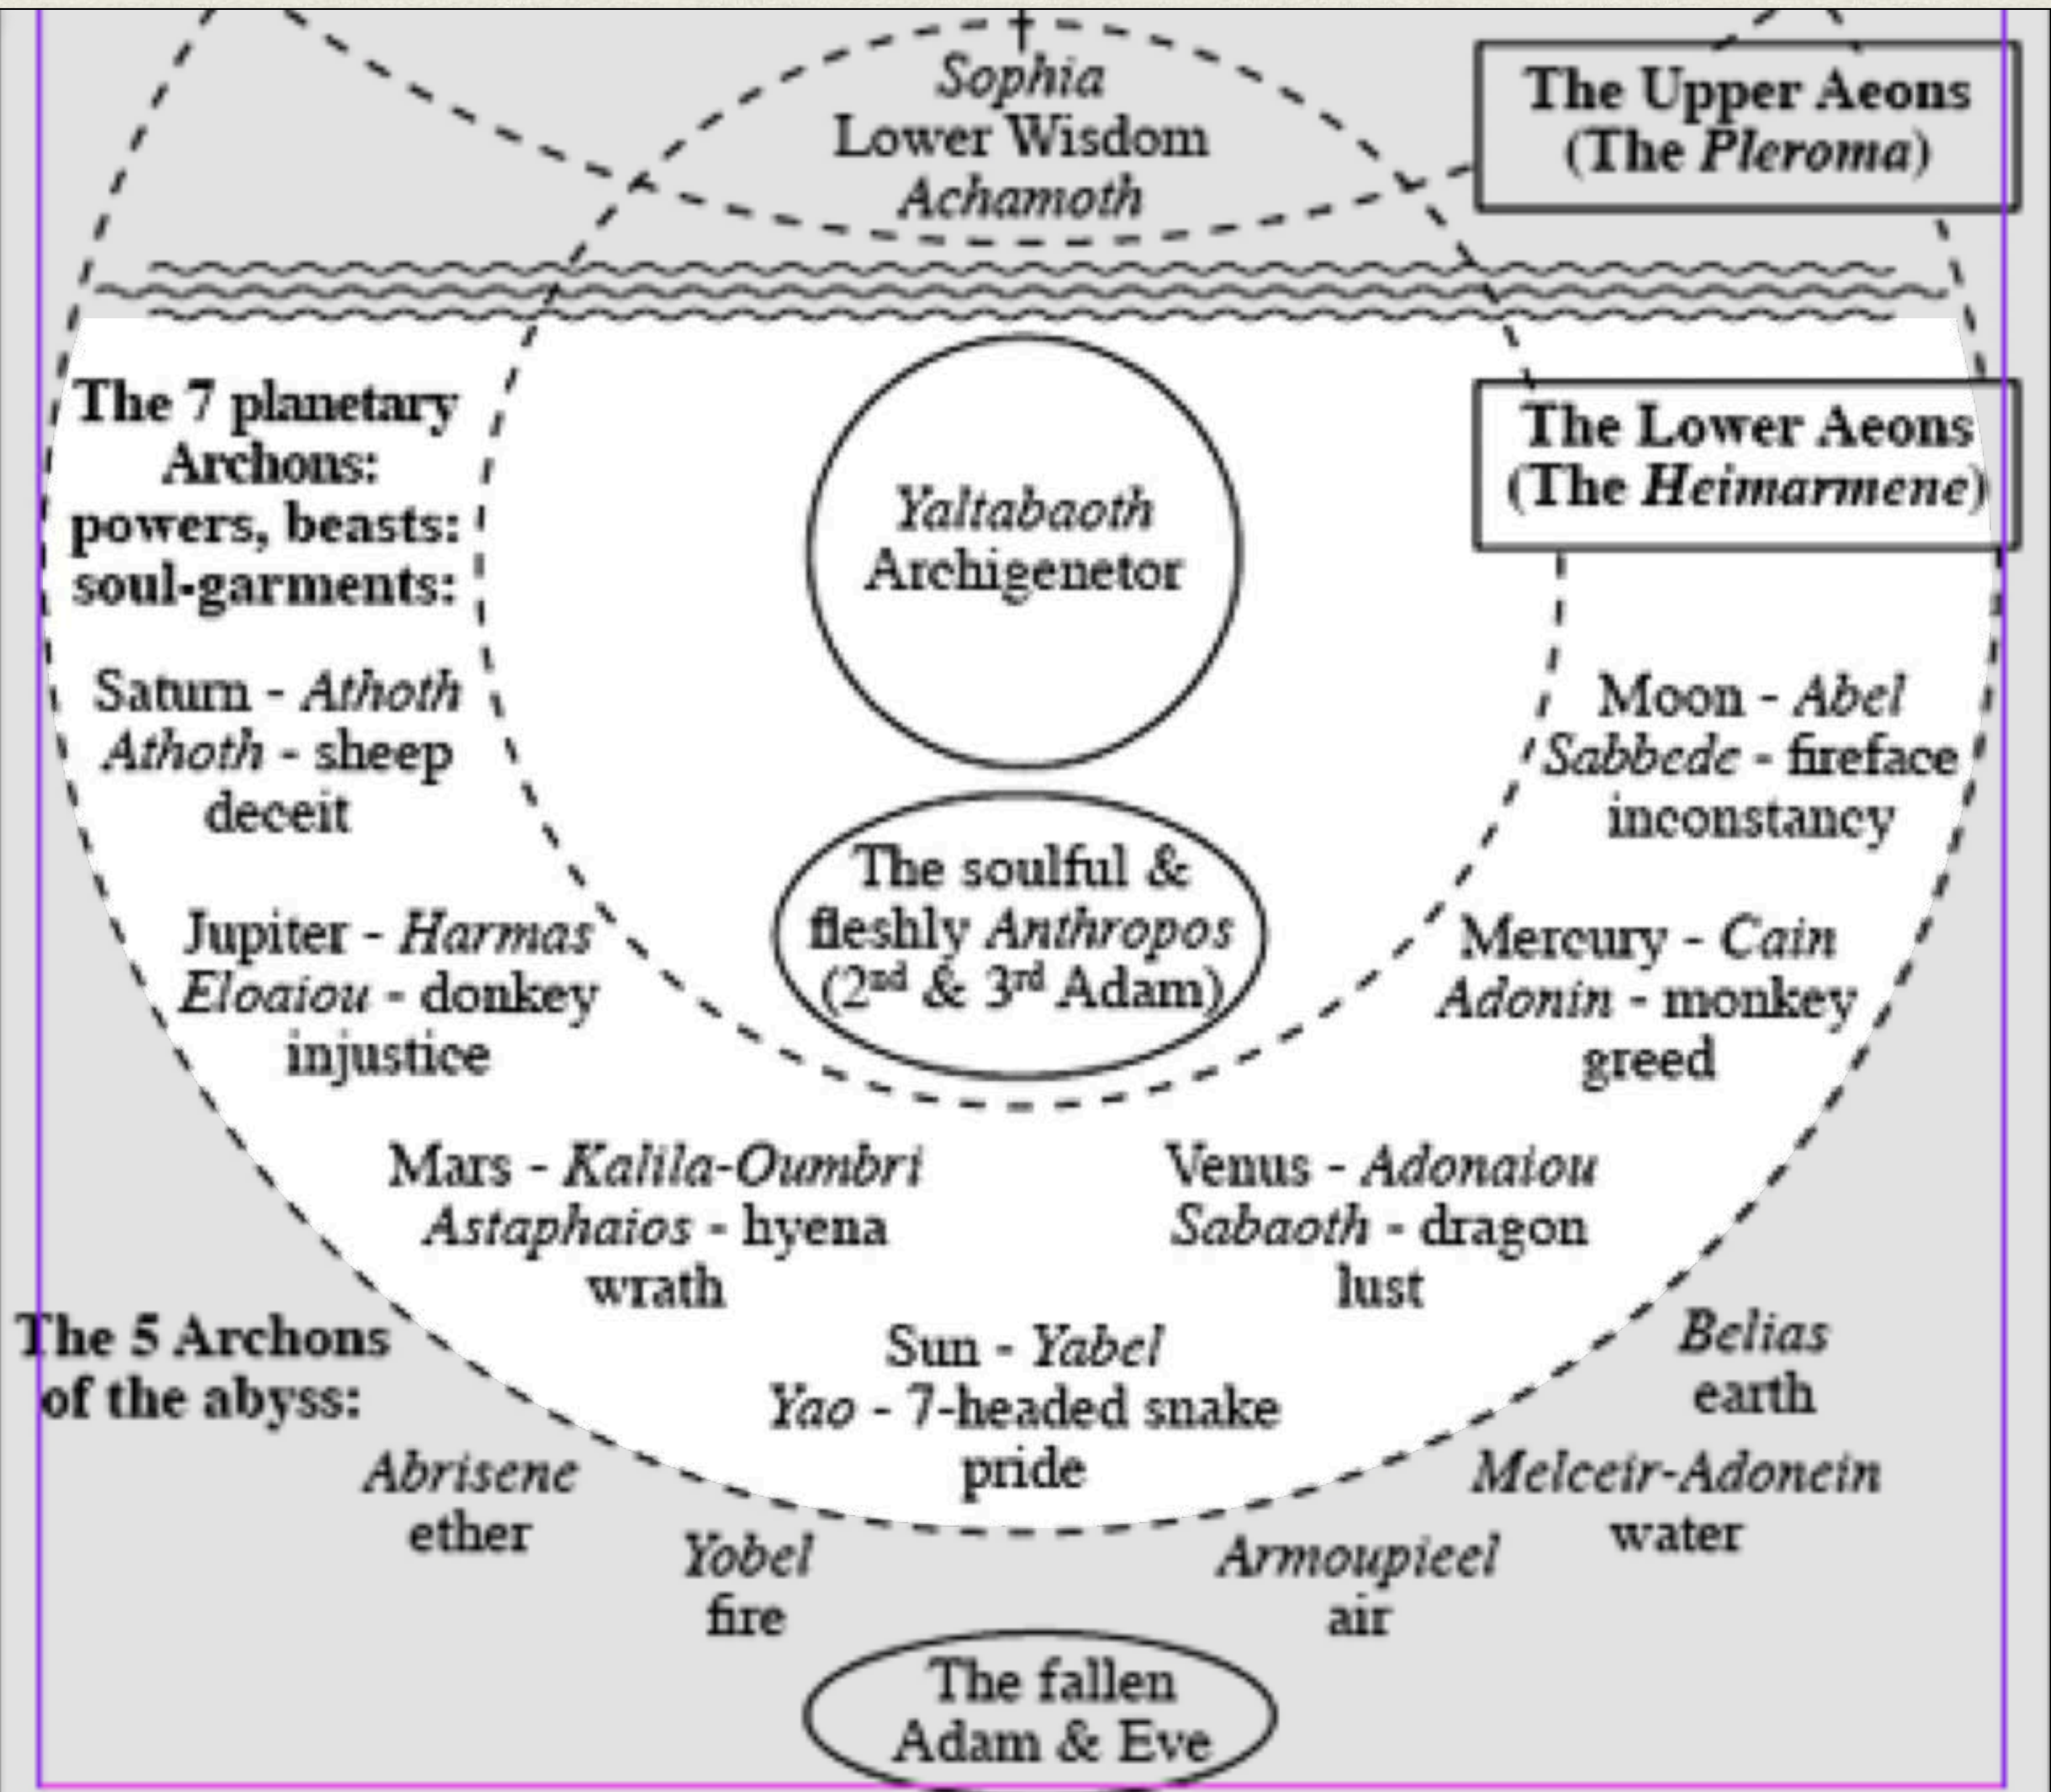 Sophia
Lower Wisdom
Achamoth
The Upper Aeons
(The Pleroma)
The 7 planetary
Archons:
powers, beasts:
soul-garments:
Yaltabaoth
Archigenetor
The Lower Aeons
(The Heimarmene)
Saturn - Athoth
Athoth - sheep
deceit
Moon - Abel
Sabbede - fireface
inconstancy
The soulful &
fleshly Anthropos
(2nd & 3rd Adam)
Jupiter - Harmas
Eloaiou - donkey
injustice
Mercury - Cain
Adonin - monkey
greed
Mars - Kalila-Oumbri
Astaphaios - hyena
wrath
Venus - Adonaiou
Sabaoth - dragon
lust
Sun - Yabel
Yao - 7-headed snake
pride
The 5 Archons
of the abyss:
Abrisene
ether
Yobel
fire
Armoupieel
air
Melceir-Adonein
water
Belias
earth
The fallen
Adam & Eve